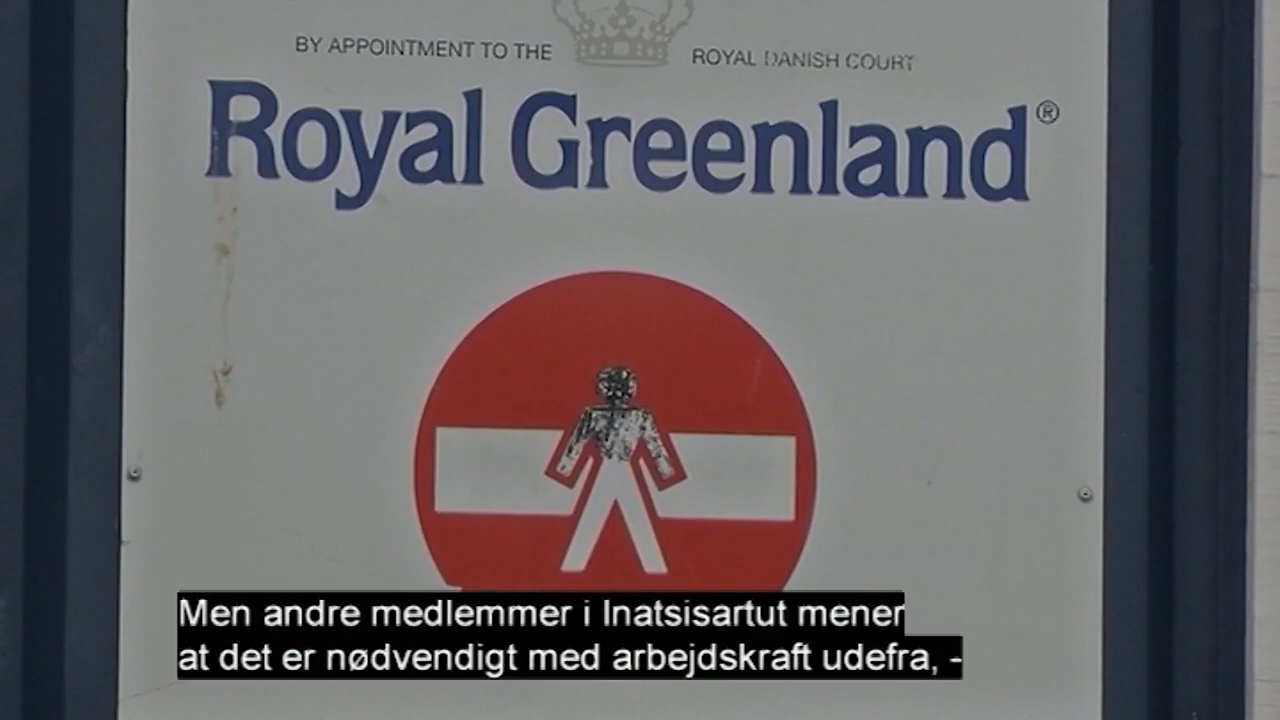 BY APPOINTMENT TO THE ROYAL DANISH COURT
Royal Greenland®
Men andre medlemmer i Inatsisartut mener
at det er nødvendigt med arbejdskraft udefra, -